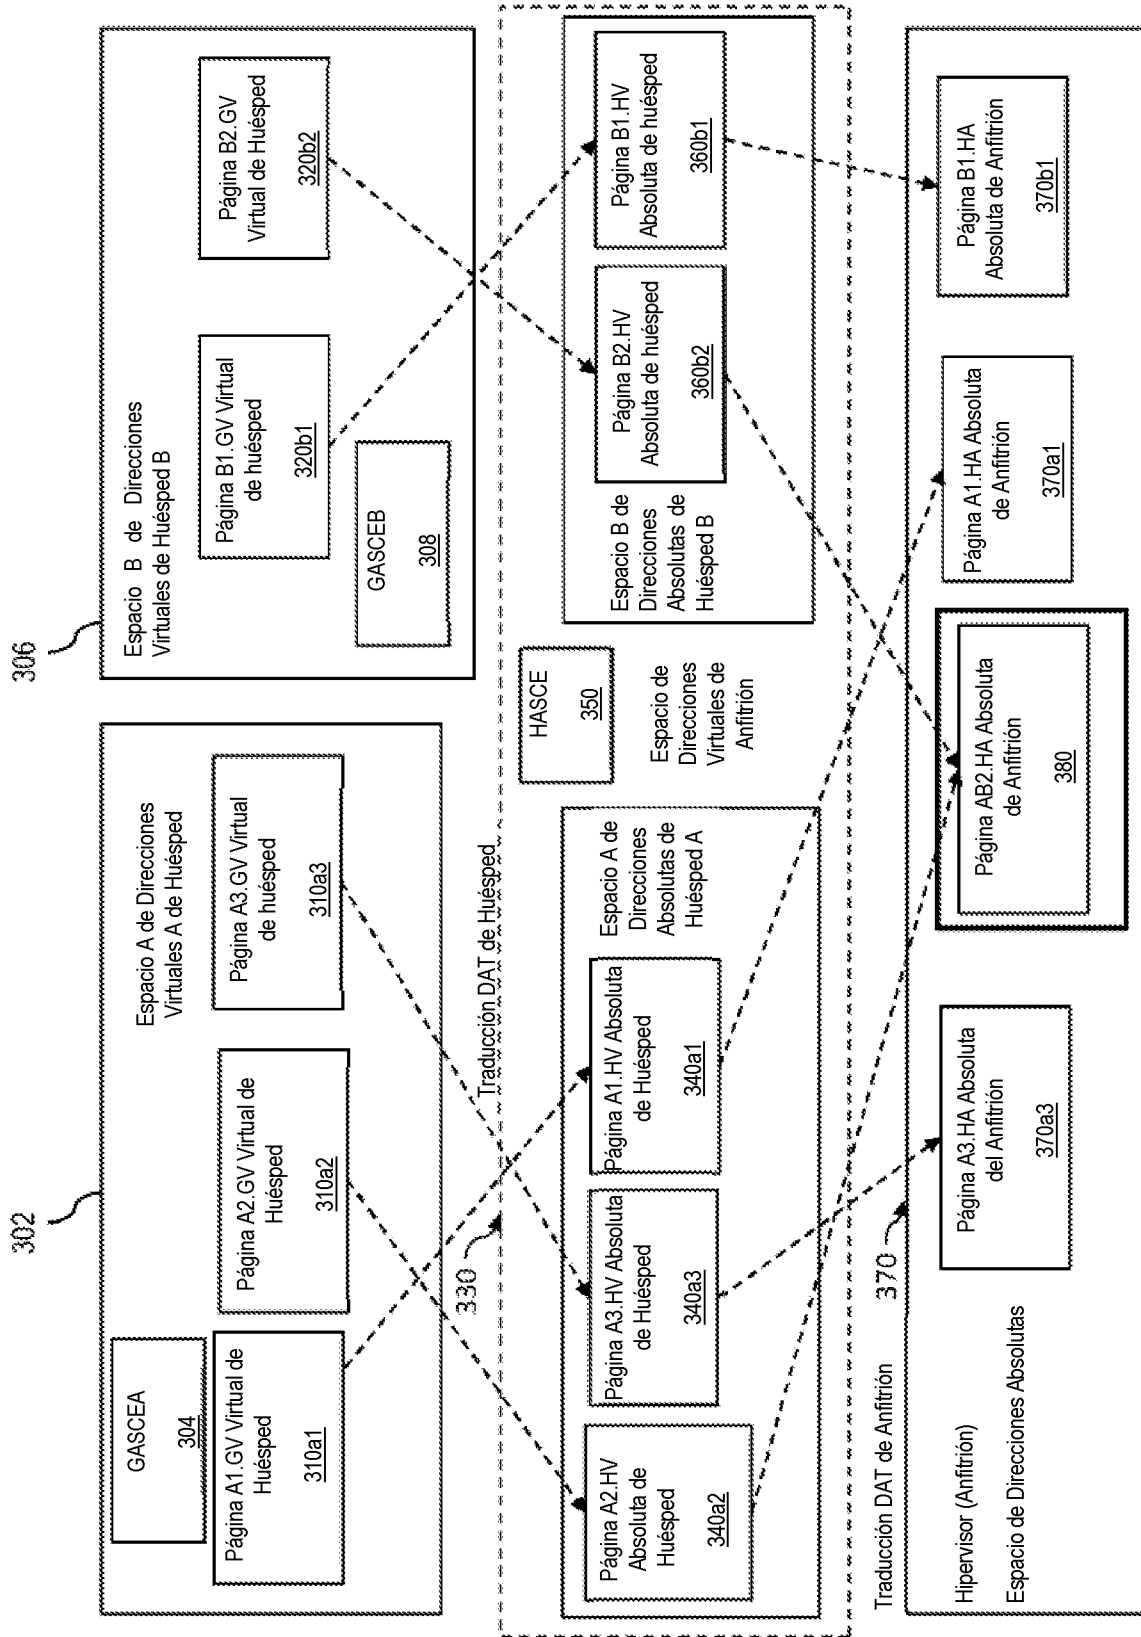 302
Espacio A de Direcciones
Virtuales A de Huésped
GASCEA
304
Página A1.GV Virtual de
Huésped
310a1
Página A2.GV Virtual de
Huésped
310a2
Página A3.GV Virtual
de huésped
310a3
306
Espacio B de Direcciones
Virtuales de Huésped B
Página B1.GV Virtual
de huésped
320b1
Página B2.GV
Virtual de Huésped
320b2
GASCEB
308
330
Traducción DAT de Huésped
Página A2.HV
Absoluta de
Huésped
340a2
Página A3.HV Absoluta
de Huésped
340a3
Página A1.HV Absoluta
de Huésped
340a1
Espacio A de
Direcciones
Absolutas de
Huésped A
HASCE
350
Espacio de
Direcciones
Virtuales de
Anfitrión
Espacio B de
Direcciones
Absolutas de
Huésped B
Página B2.HV
Absoluta de huésped
360b2
Página B1.HV
Absoluta de huésped
360b1
Traducción DAT de Anfitrión
370
Hipervisor (Anfitrión)
Espacio de Direcciones Absolutas
Página A3.HA Absoluta
del Anfitrión
370a3
Página AB2.HA Absoluta
de Anfitrión
380
Página A1.HA Absoluta
de Anfitrión
370a1
Página B1.HA
Absoluta de Anfitrión
370b1